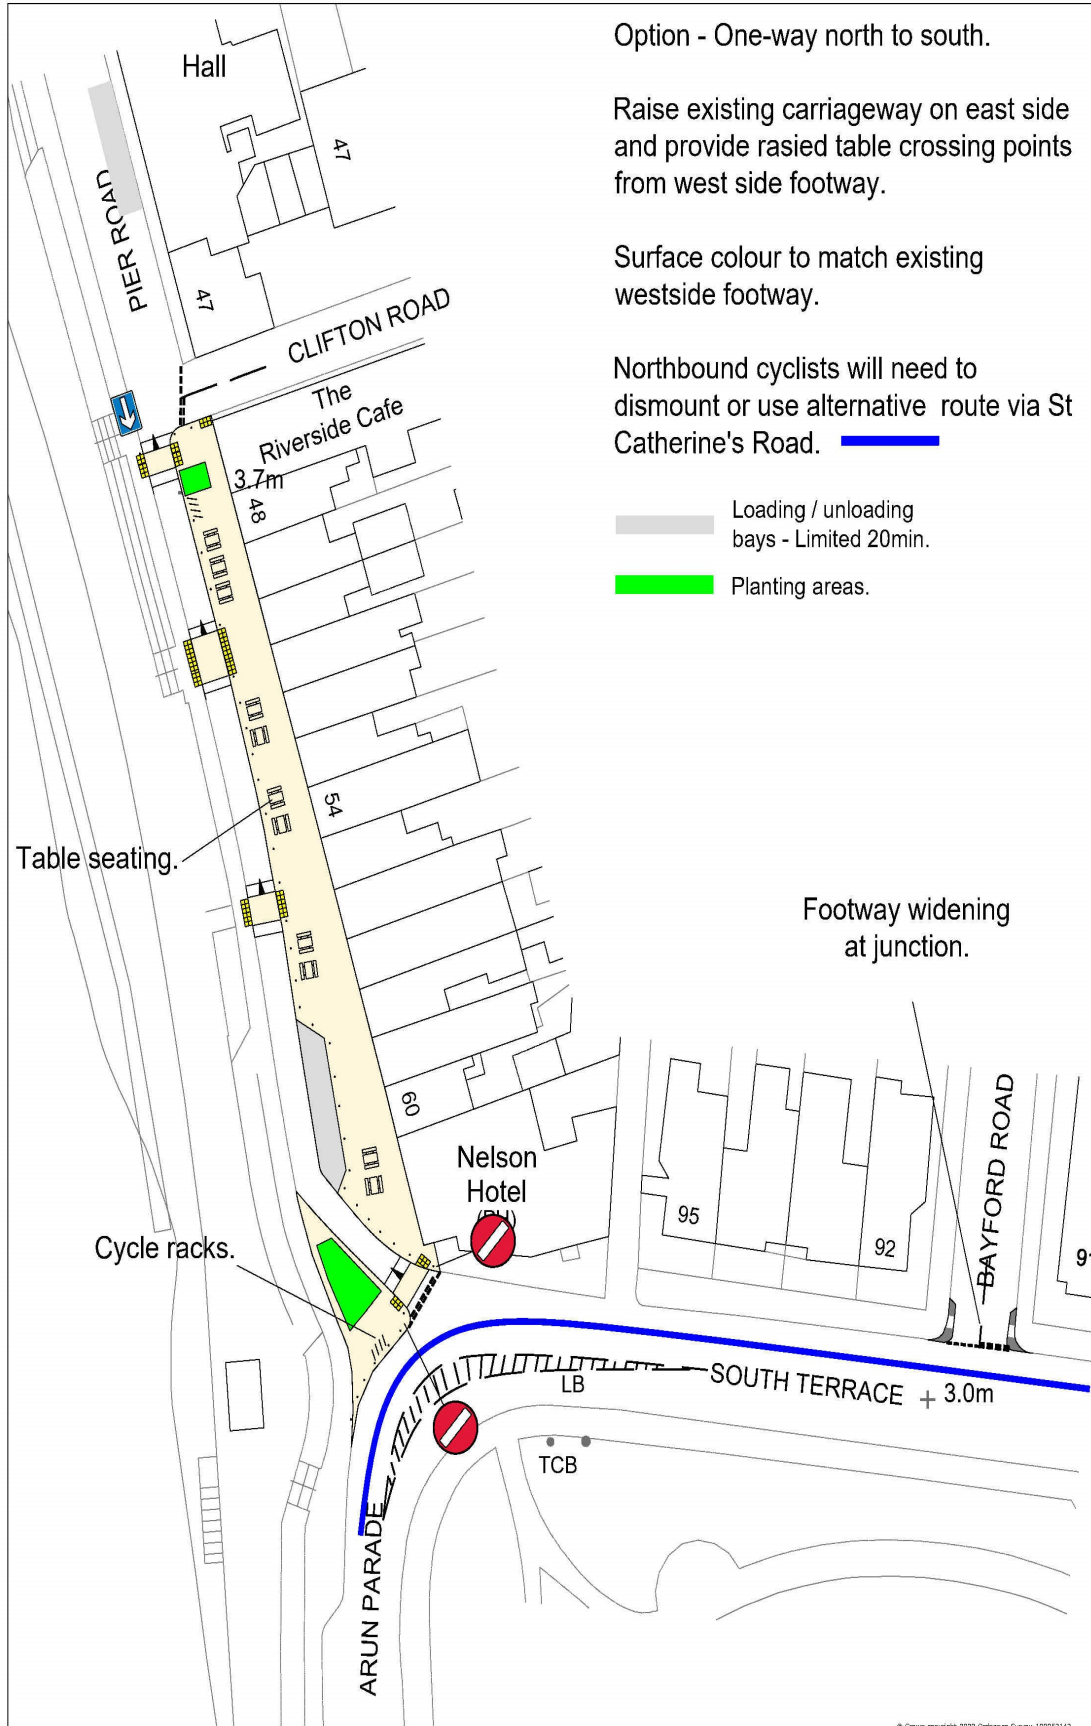 Option - One-way north to south.
Raise existing carriageway on east side
and provide rasied table crossing points
from west side footway.
Surface colour to match existing
westside footway.
Northbound cyclists will need to
dismount or use alternative route via St
Catherine's Road.
Loading / unloading
bays - Limited 20min.
Planting areas.
Hall
47
PIER ROAD
47
CLIFTON ROAD
The
Riverside Cafe
3.7m
48
54
Table seating.
Footway widening
at junction.
60
Nelson
Hotel
(PH)
95
92
BAYFORD ROAD
91
Cycle racks.
SOUTH TERRACE
3.0m
LB
TCB
ARUN PARADE